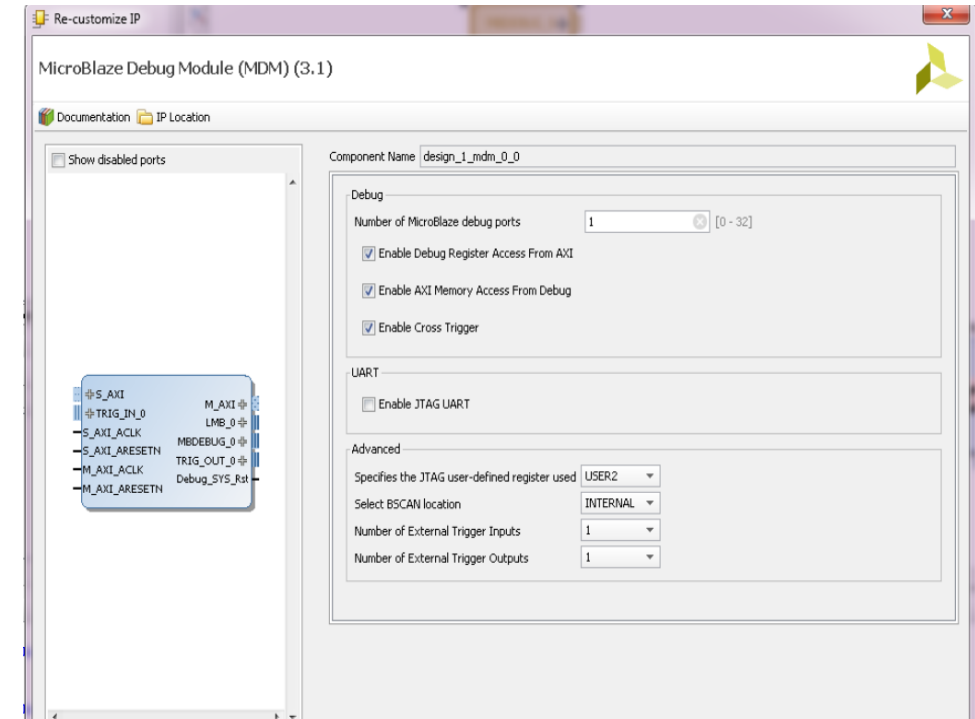 Re-customize IP
MicroBlaze Debug Module (MDM) (3.1)
Documentation IP Location
Show disabled ports
S_AXI
TRIG_IN_0
S_AXI_ACLK
S_AXI_ARESETN
M_AXI_ACLK
M_AXI_ARESETN
M_AXI
LMB_0
MBDEBUG_0
TRIG_OUT_0
Debug_SYS_Rst
Component Name design_1_mdm_0_0
Debug
Number of MicroBlaze debug ports 1 [0 - 32]
Enable Debug Register Access From AXI
Enable AXI Memory Access From Debug
Enable Cross Trigger
UART
Enable JTAG UART
Advanced
Specifies the JTAG user-defined register used USER2
Select BSCAN location INTERNAL
Number of External Trigger Inputs 1
Number of External Trigger Outputs 1